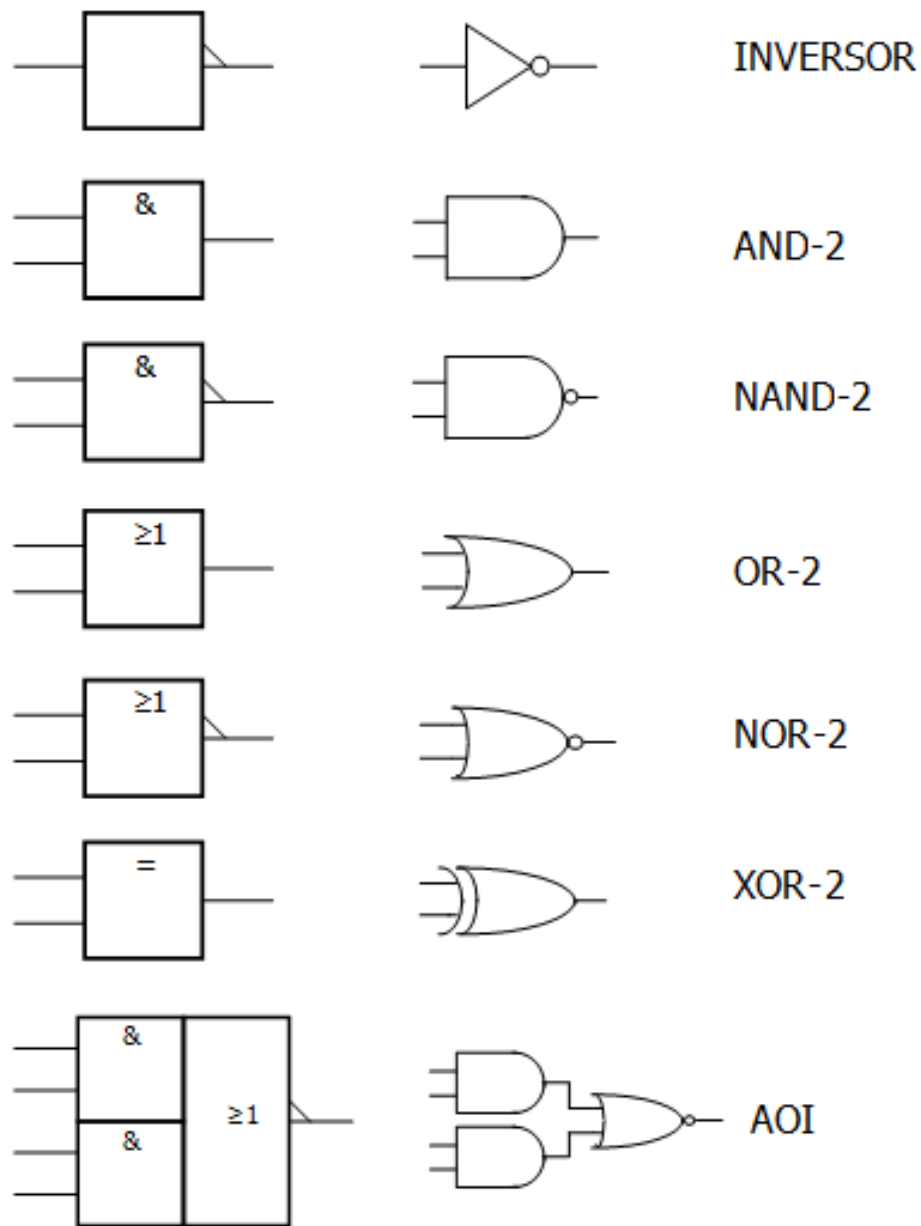 INVERSOR
&
AND-2
&
NAND-2
≥1
OR-2
≥1
NOR-2
=
XOR-2
&
≥1
&
AOI